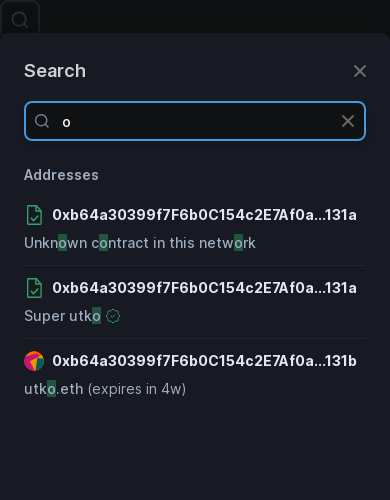 Search
o
Addresses
0xb64a30399f7F6b0C154c2E7Af0a...131a
Unknown contract in this network
0xb64a30399f7F6b0C154c2E7Af0a...131a
Super utko
0xb64a30399f7F6b0C154c2E7Af0a...131b
utko.eth (expires in 4w)